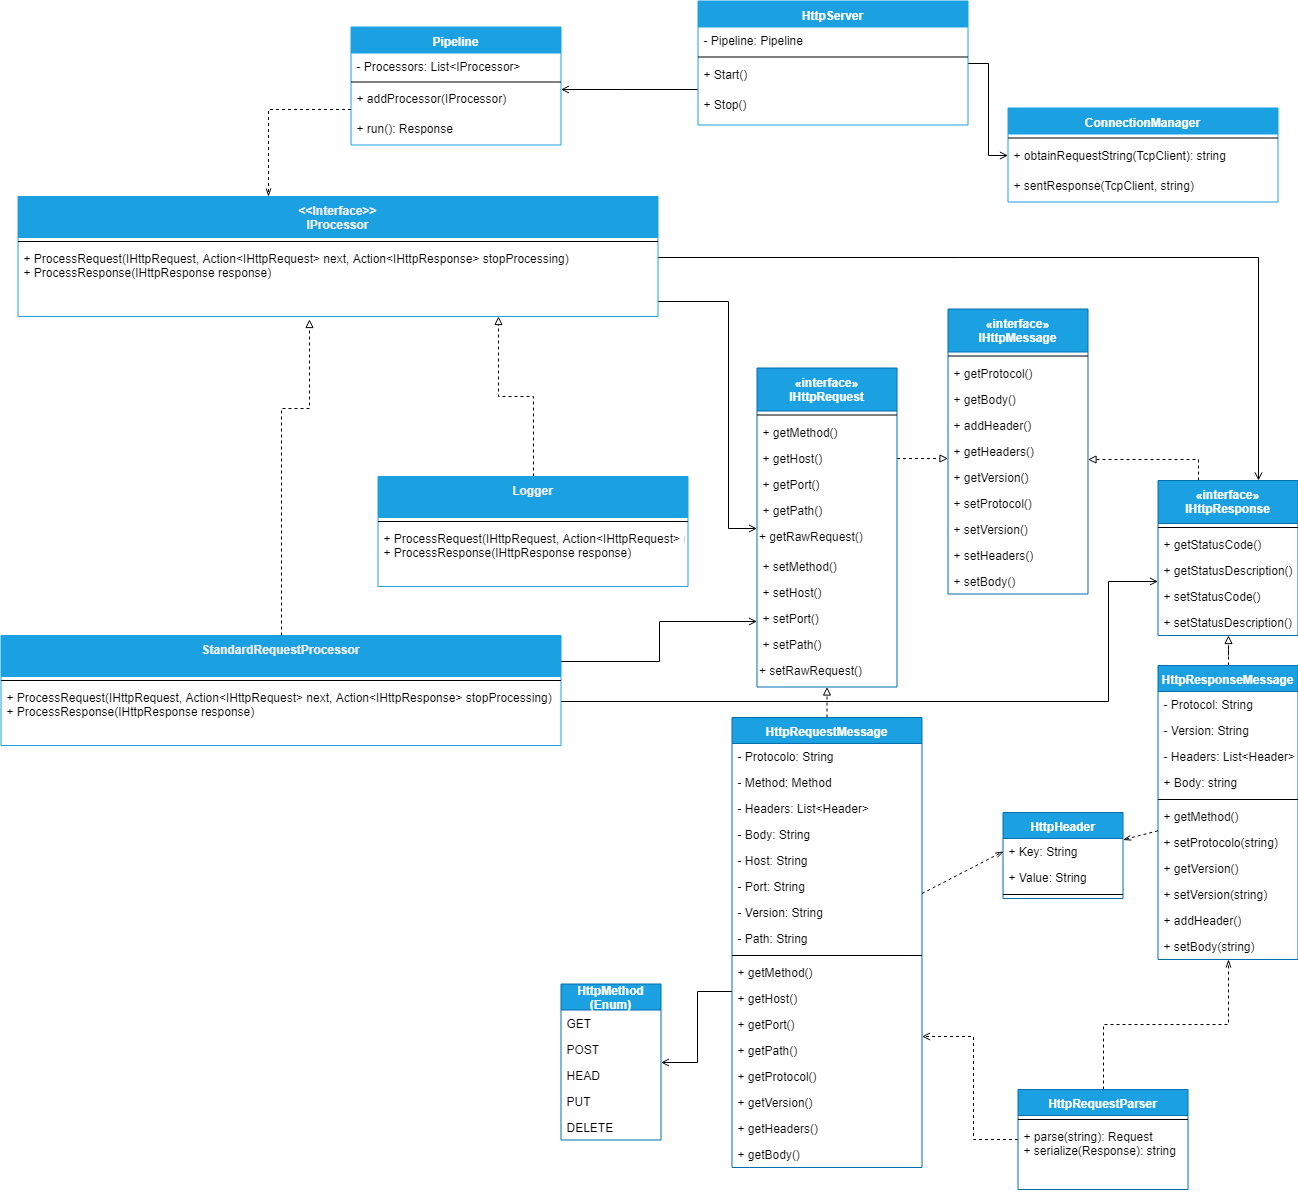 HttpServer
- Pipeline: Pipeline
+ Start()
+ Stop()
Pipeline
- Processors: List<IProcessor>
+ addProcessor(IProcessor)
+ run(): Response
ConnectionManager
+ obtainRequestString(TcpClient): string
+ sentResponse(TcpClient, string)
<<Interface>>
IProcessor
+ ProcessRequest(IHttpRequest, Action<IHttpRequest> next, Action<IHttpResponse> stopProcessing)
+ ProcessResponse(IHttpResponse response)
«interface»
IHttpMessage
+ getProtocol()
+ getBody()
+ addHeader()
+ getHeaders()
+ getVersion()
+ setProtocol()
+ setVersion()
+ setHeaders()
+ setBody()
«interface»
IHttpRequest
+ getMethod()
+ getHost()
+ getPort()
+ getPath()
+ getRawRequest()
+ setMethod()
+ setHost()
+ setPort()
+ setPath()
+ setRawRequest()
Logger
+ ProcessRequest(IHttpRequest, Action<IHttpRequest>
+ ProcessResponse(IHttpResponse response)
«interface»
IHttpResponse
+ getStatusCode()
+ getStatusDescription()
+ setStatusCode()
+ setStatusDescription()
StandardRequestProcessor
+ ProcessRequest(IHttpRequest, Action<IHttpRequest> next, Action<IHttpResponse> stopProcessing)
+ ProcessResponse(IHttpResponse response)
HttpResponseMessage
- Protocol: String
- Version: String
- Headers: List<Header>
+ Body: string
+ getMethod()
+ setProtocolo(string)
+ getVersion()
+ setVersion(string)
+ addHeader()
+ setBody(string)
HttpRequestMessage
- Protocolo: String
- Method: Method
- Headers: List<Header>
- Body: String
- Host: String
- Port: String
- Version: String
- Path: String
+ getMethod()
+ getHost()
+ getPort()
+ getPath()
+ getProtocol()
+ getVersion()
+ getHeaders()
+ getBody()
HttpHeader
+ Key: String
+ Value: String
HttpMethod
(Enum)
GET
POST
HEAD
PUT
DELETE
HttpRequestParser
+ parse(string): Request
+ serialize(Response): string